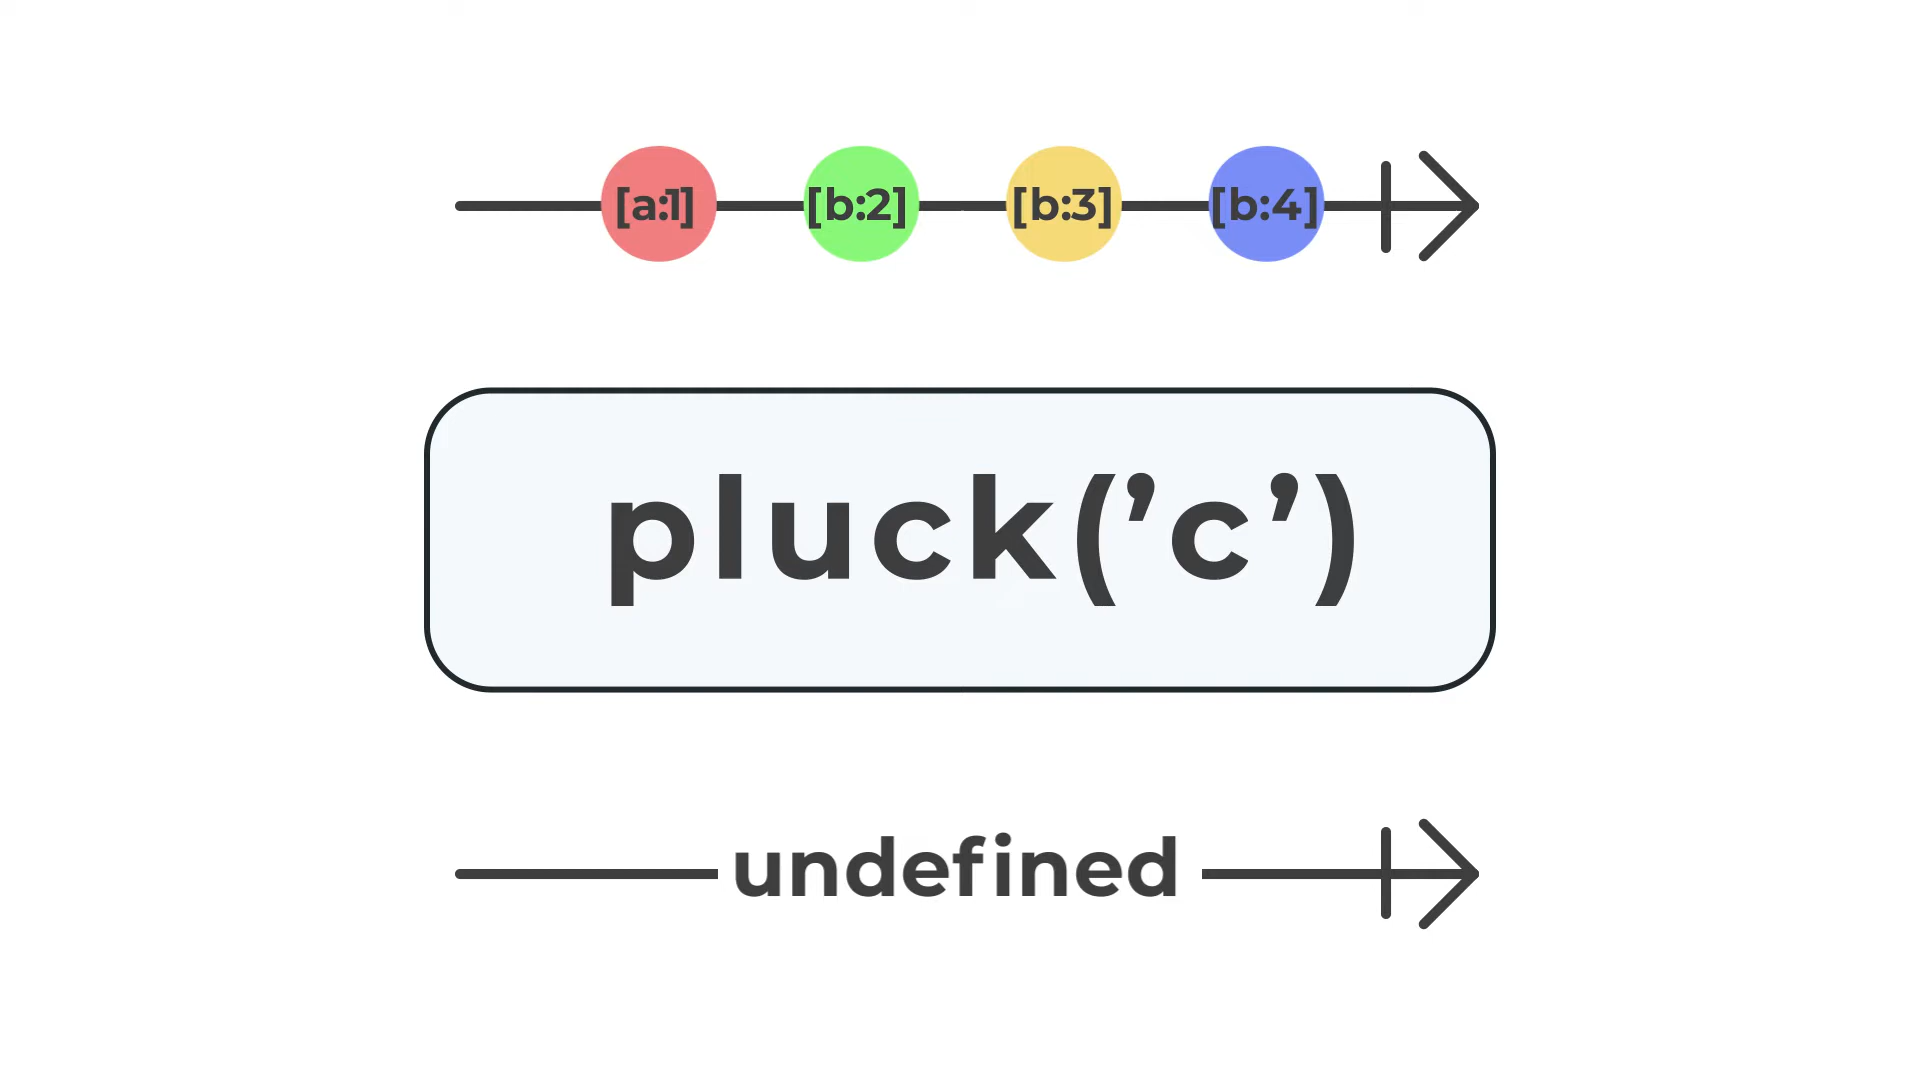 [a:1] [b:2] [b:3] [b:4]
pluck(’c’)
undefined